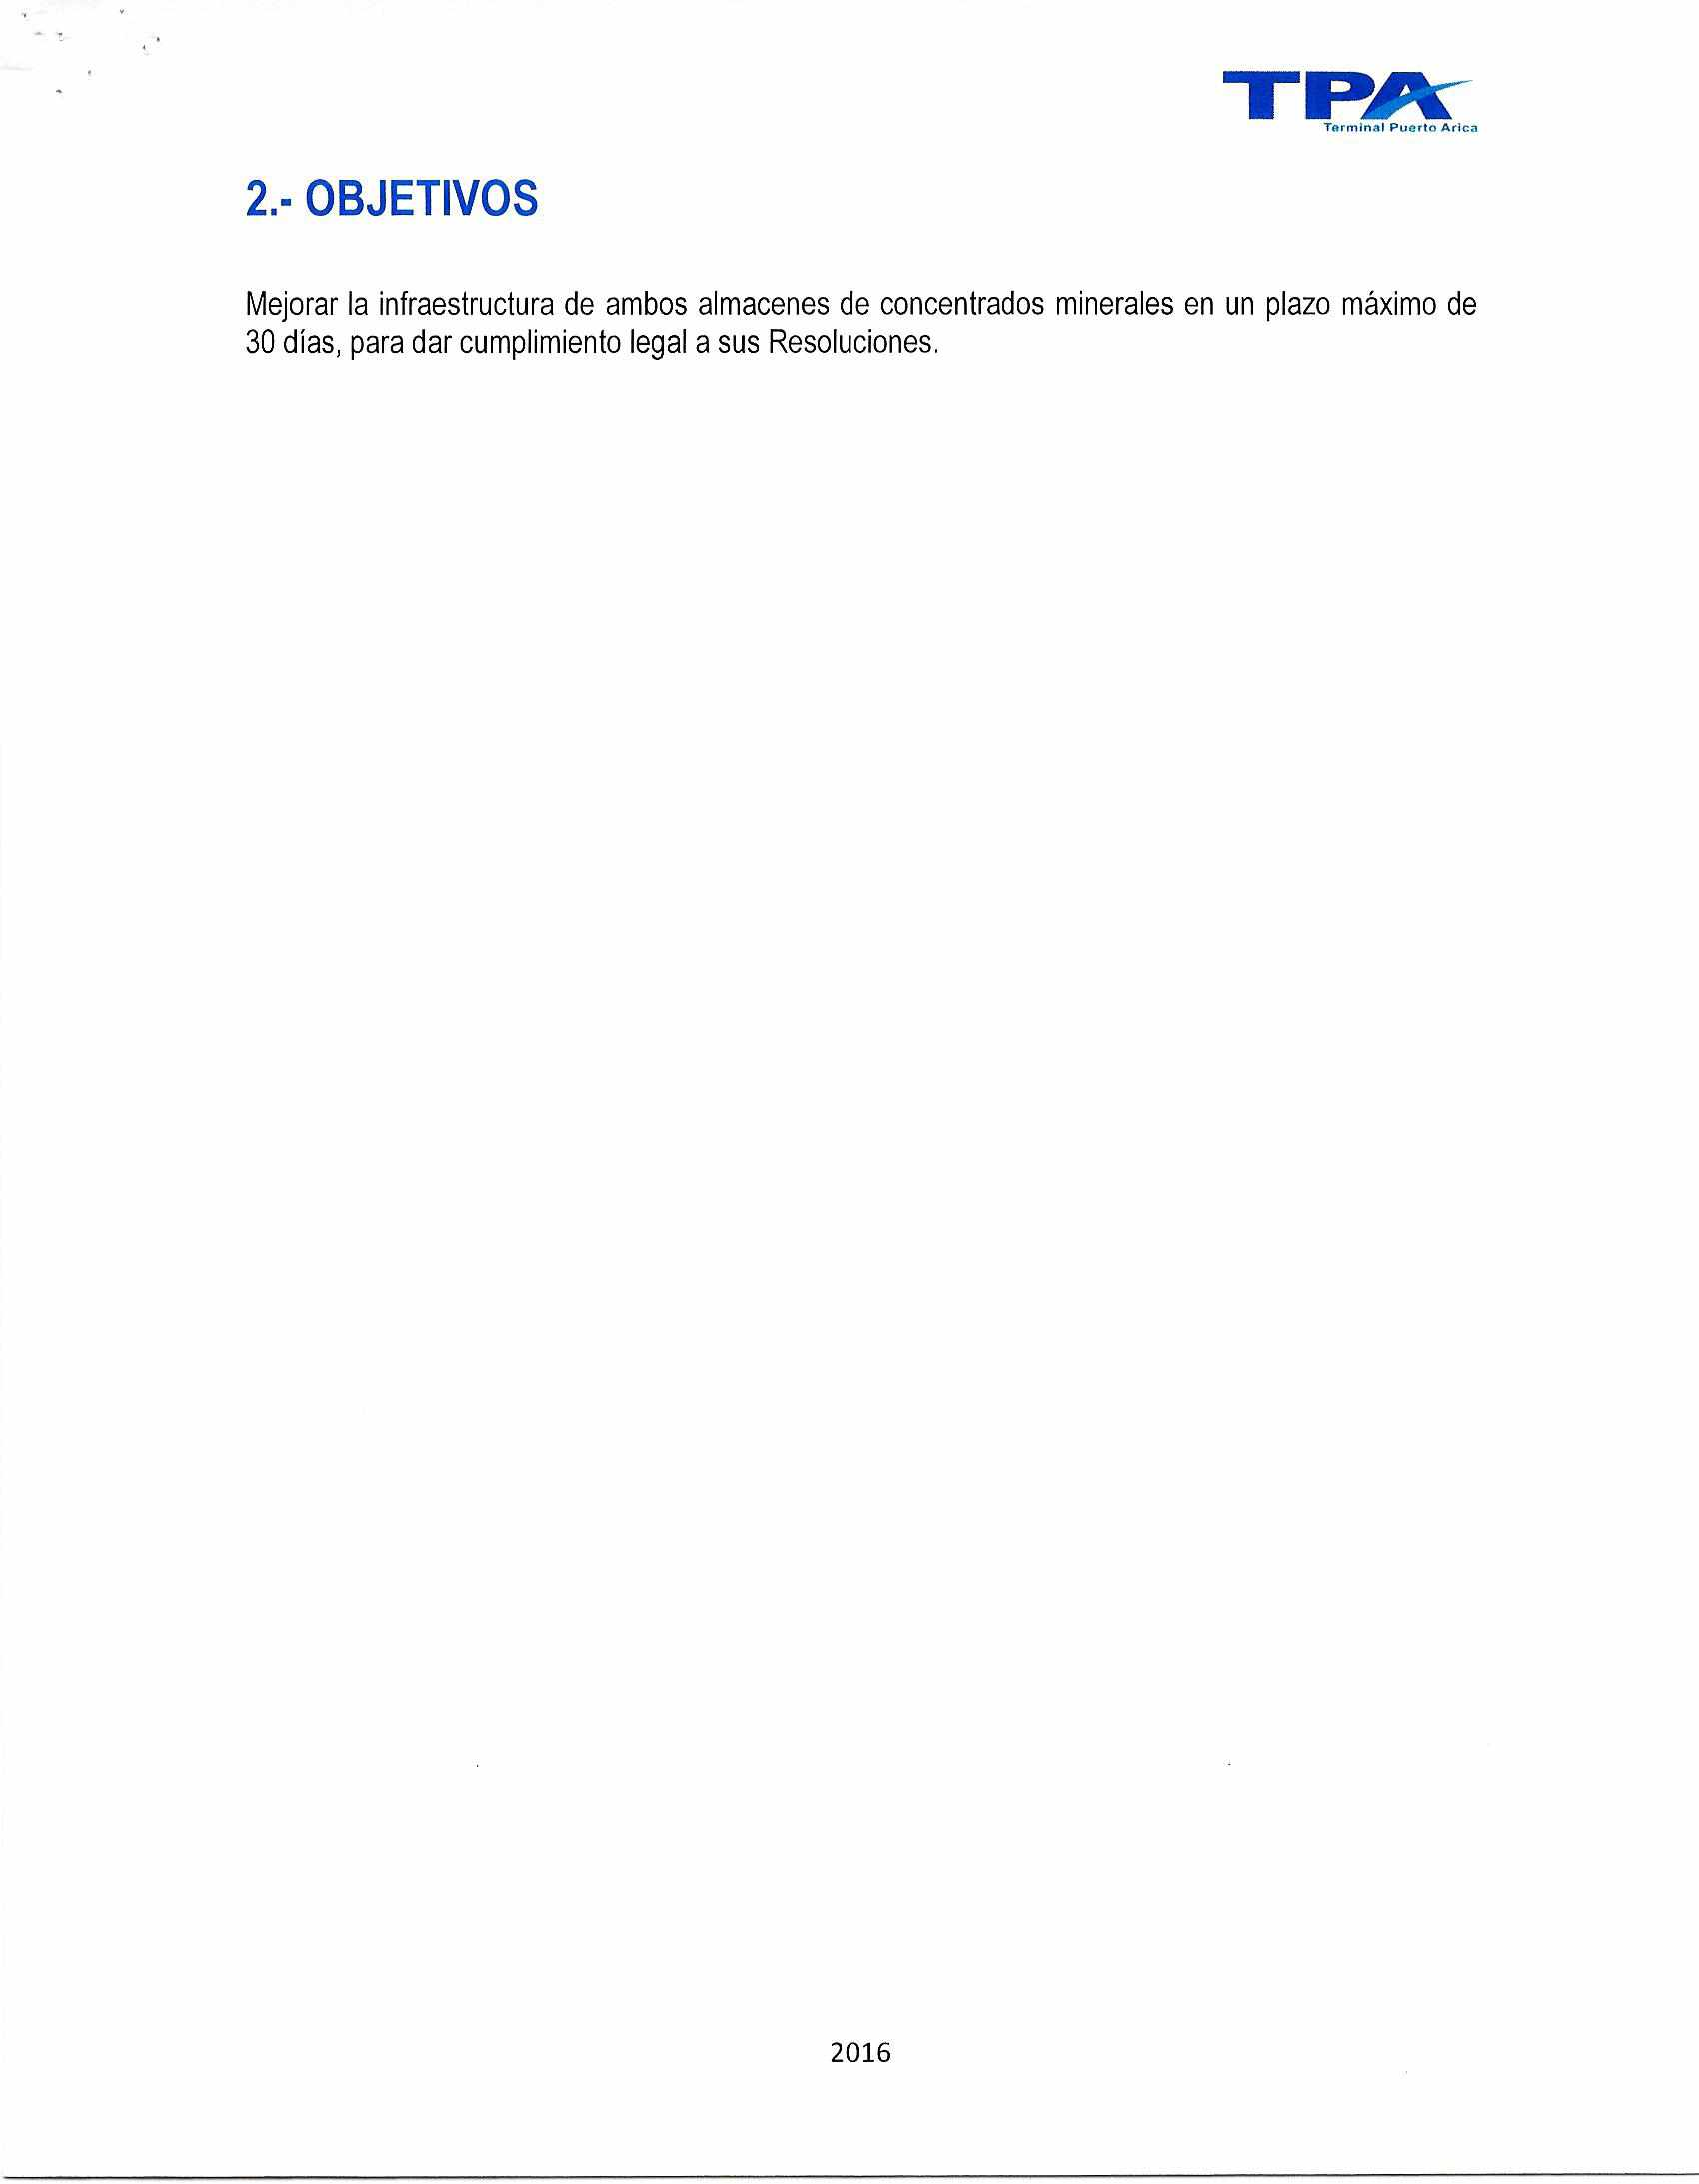 TPA
Terminal Puerto Arica
2.- OBJETIVOS
Mejorar la infraestructura de ambos almacenes de concentrados minerales en un plazo máximo de
30 días, para dar cumplimiento legal a sus Resoluciones.
2016